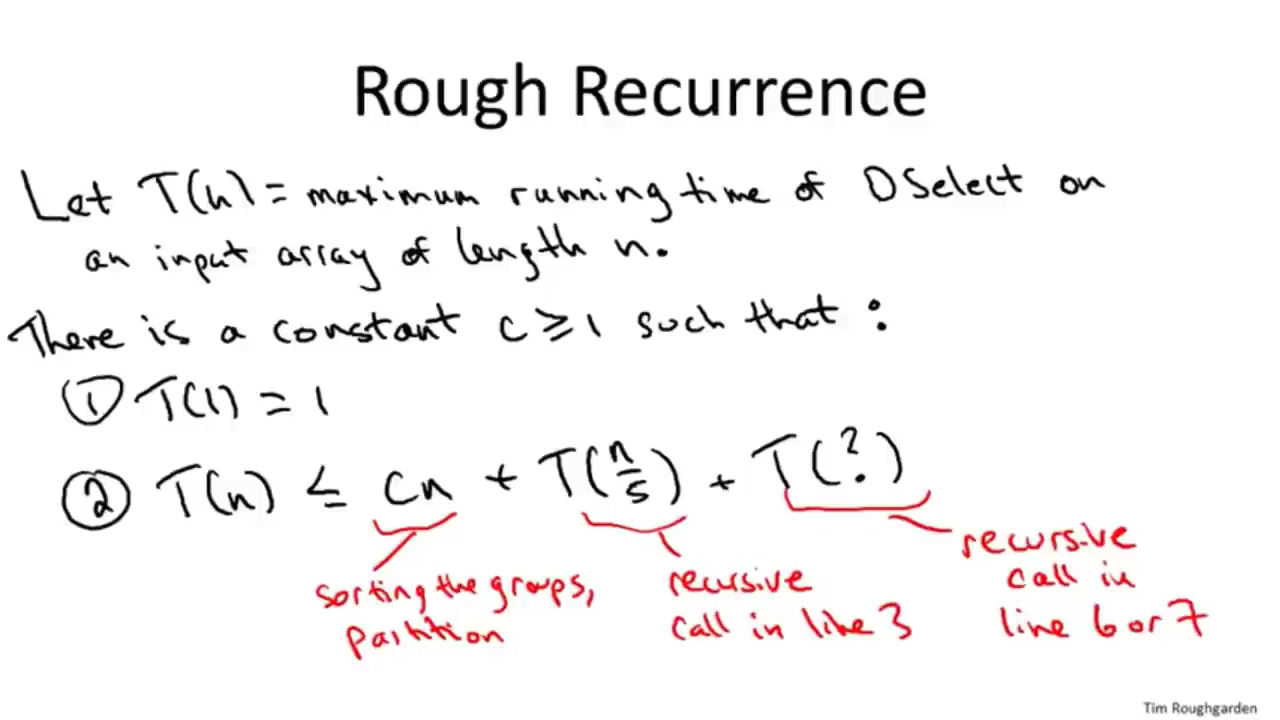 Rough Recurrence
Let T(n) = maximum running time of DSelect on
an input array of length n.
There is a constant c ≥ 1 such that :
① T(1) = 1
② T(n) ≤ cn + T(n/5) + T(?)
sorting the groups,
partition
recursive
call in line 3
recursive
call in
line 6 or 7
Tim Roughgarden